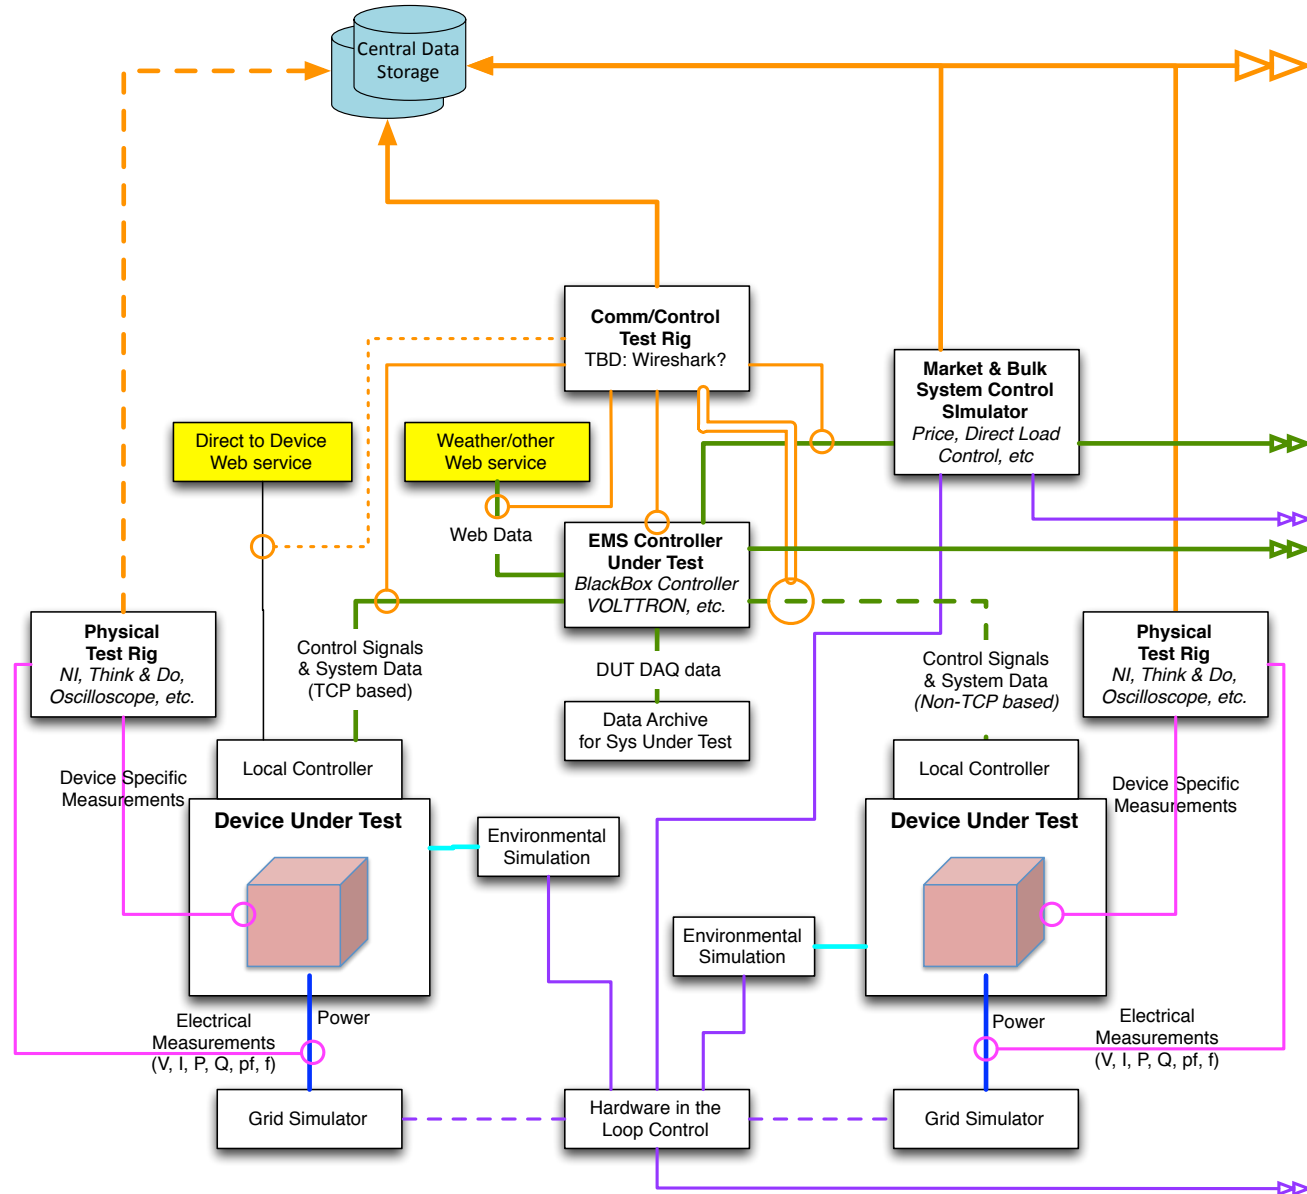 Central Data
Storage
Comm/Control
Test Rig
TBD: Wireshark?
Market & Bulk
System Control
SImulator
Price, Direct Load
Control, etc
Direct to Device
Web service
Weather/other
Web service
Web Data
EMS Controller
Under Test
BlackBox Controller
VOLTTRON, etc.
Physical
Test Rig
NI, Think & Do,
Oscilloscope, etc.
Control Signals
& System Data
(TCP based)
DUT DAQ data
Data Archive
for Sys Under Test
Control Signals
& System Data
(Non-TCP based)
Physical
Test Rig
NI, Think & Do,
Oscilloscope, etc.
Local Controller
Device Specific
Measurements
Device Under Test
Environmental
Simulation
Local Controller
Device Specific
Measurements
Device Under Test
Environmental
Simulation
Power
Electrical
Measurements
(V, I, P, Q, pf, f)
Power
Electrical
Measurements
(V, I, P, Q, pf, f)
Grid Simulator
Hardware in the
Loop Control
Grid Simulator